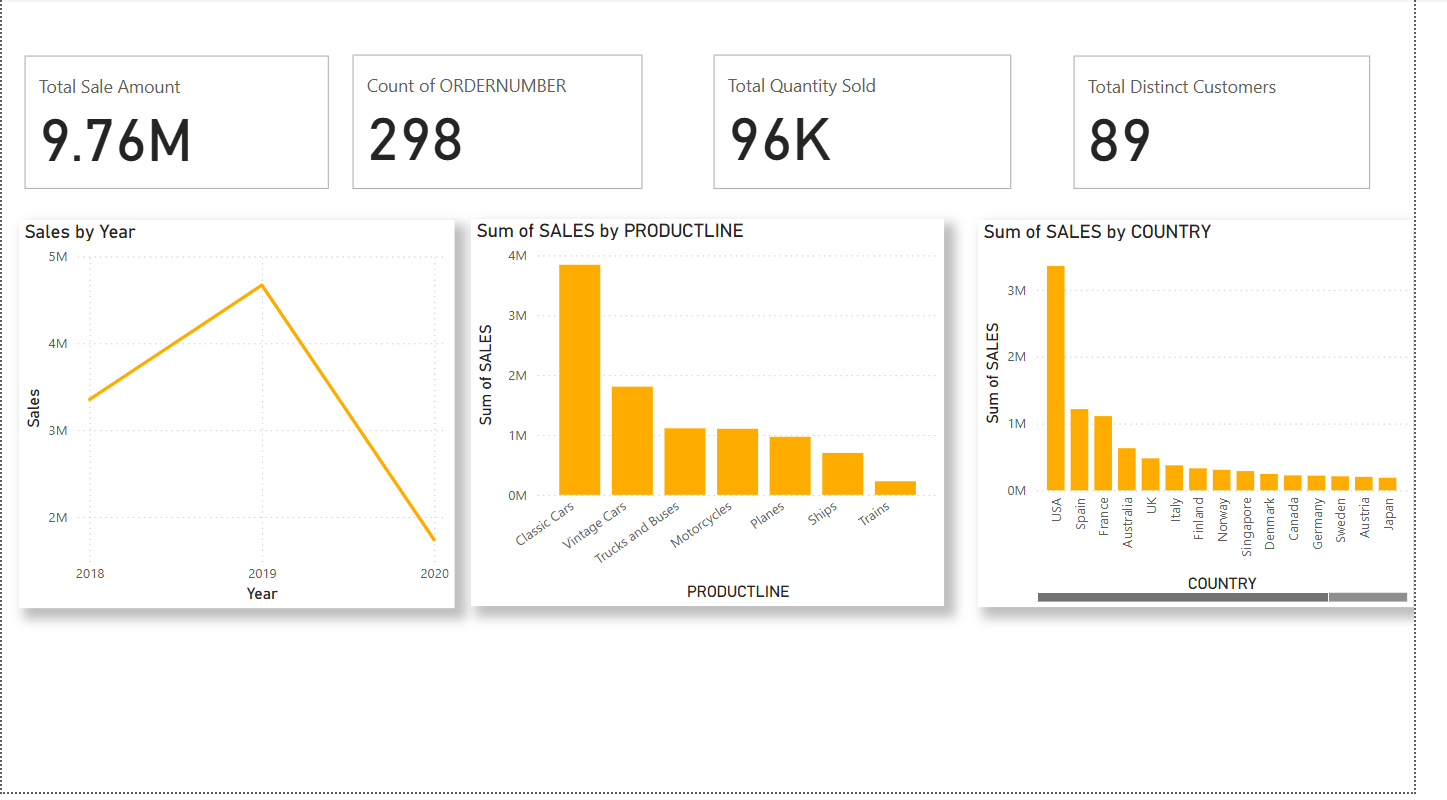 Total Sale Amount
9.76M
Count of ORDERNUMBER
298
Total Quantity Sold
96K
Total Distinct Customers
89
Sales by Year
5M
4M
3M
2M
Sales
2018
2019
2020
Year
Sum of SALES by PRODUCTLINE
4M
3M
2M
1M
0M
Sum of SALES
Classic Cars
Vintage Cars
Trucks and Buses
Motorcycles
Planes
Ships
Trains
PRODUCTLINE
Sum of SALES by COUNTRY
3M
2M
1M
0M
Sum of SALES
USA
Spain
France
Australia
UK
Italy
Finland
Norway
Singapore
Denmark
Canada
Germany
Sweden
Austria
Japan
COUNTRY